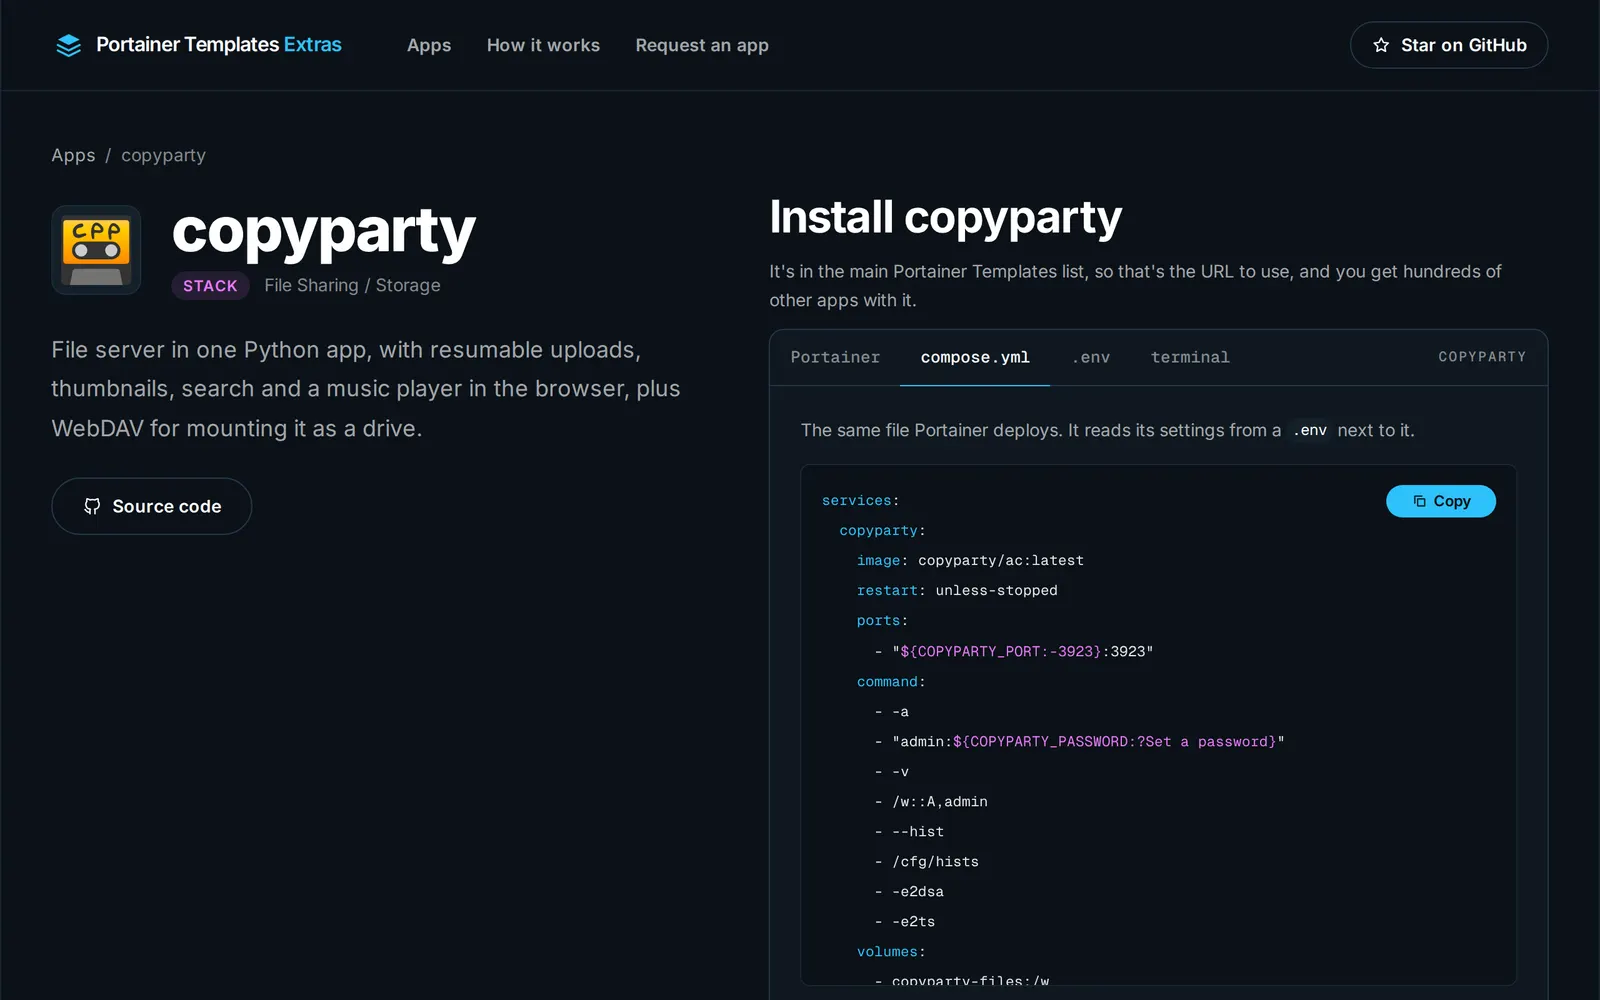 Portainer Templates Extras
Apps
How it works
Request an app
Star on GitHub
Apps / copyparty
CPP
copyparty
STACK
File Sharing / Storage
File server in one Python app, with resumable uploads,
thumbnails, search and a music player in the browser, plus
WebDAV for mounting it as a drive.
Source code
Install copyparty
It's in the main Portainer Templates list, so that's the URL to use, and you get hundreds of
other apps with it.
Portainer
compose.yml
.env
terminal
COPYPARTY
The same file Portainer deploys. It reads its settings from a .env next to it.
Copy
services:
  copyparty:
    image: copyparty/ac:latest
    restart: unless-stopped
    ports:
      - "${COPYPARTY_PORT:-3923}:3923"
    command:
      - -a
      - "admin:${COPYPARTY_PASSWORD:?Set a password}"
      - -v
      - /w::A,admin
      - --hist
      - /cfg/hists
      - -e2dsa
      - -e2ts
    volumes:
      - copyparty-files:/w